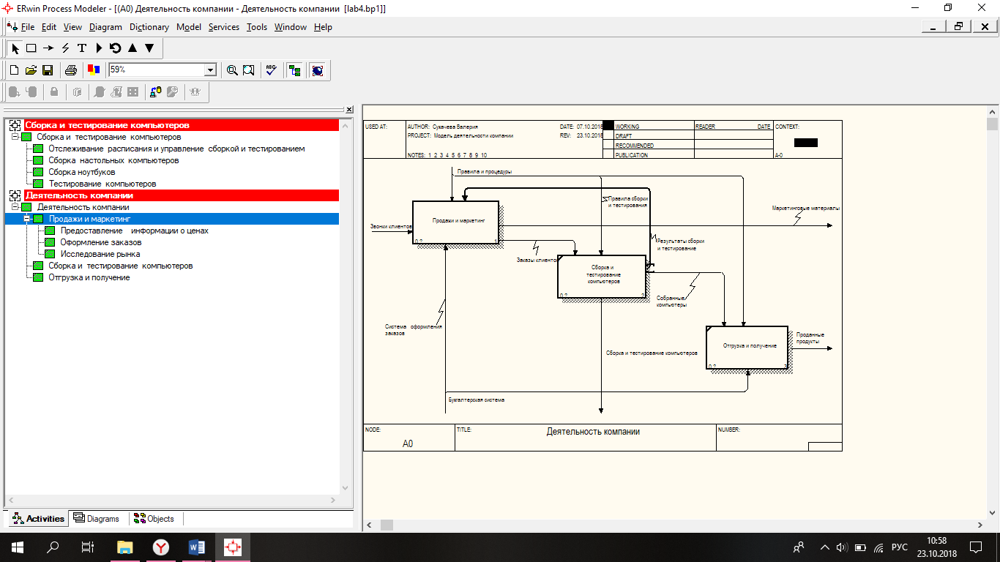 ERwin Process Modeler - [(A0) Деятельность компании - Деятельность компании [lab4.bp1]]
File Edit View Diagram Dictionary Model Services Tools Window Help
59%
Сборка и тестирование компьютеров
Сборка и тестирование компьютеров
Отслеживание расписания и управление сборкой и тестированием
Сборка настольных компьютеров
Сборка ноутбуков
Тестирование компьютеров
Деятельность компании
Деятельность компании
Продажи и маркетинг
Предоставление информации о ценах
Оформление заказов
Исследование рынка
Сборка и тестирование компьютеров
Отгрузка и получение
Activities Diagrams Objects
USED AT: AUTHOR: Сухачева Валерия DATE: 07.10.2018 WORKING READER DATE CONTEXT:
PROJECT: Модель деятельности компании REV: 23.10.2018 DRAFT
RECOMMENDED
NOTES: 1 2 3 4 5 6 7 8 9 10 PUBLICATION A-0
Правила и процедуры
Правила сборки
и тестирования
Маркетинговые материалы
Звонки клиентов
Продажи и маркетинг
0 ? 1
Результаты сборки
и тестирование
Заказы клиентов
Сборка и
тестирование
компьютеров
0 ? 2
Собранные
компьютеры
Система оформления
заказов
Сборка и тестирование компьютеров
Отгрузка и получение
0 ? 3
Проданные
продукты
Бухгалтерская система
NODE: TITLE: Деятельность компании NUMBER:
A0
РУС
10:58
23.10.2018